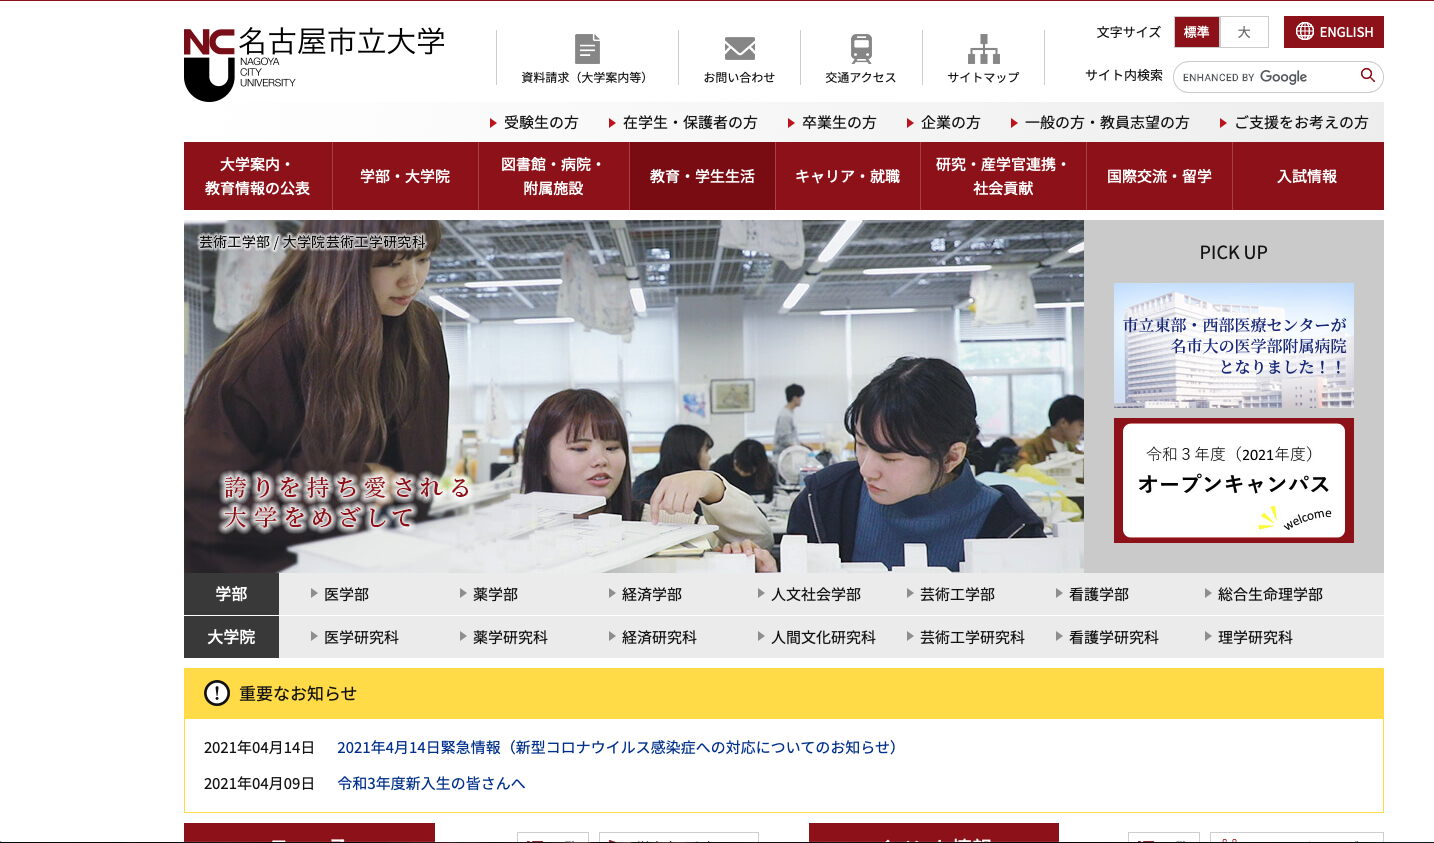 NCU
名古屋市立大学
NAGOYA
CITY
UNIVERSITY
資料請求（大学案内等）
お問い合わせ
交通アクセス
サイトマップ
文字サイズ
標準
大
ENGLISH
サイト内検索
ENHANCED BY Google
受験生の方
在学生・保護者の方
卒業生の方
企業の方
一般の方・教員志望の方
ご支援をお考えの方
大学案内・
教育情報の公表
学部・大学院
図書館・病院・
附属施設
教育・学生生活
キャリア・就職
研究・産学官連携・
社会貢献
国際交流・留学
入試情報
芸術工学部 / 大学院芸術工学研究科
誇りを持ち愛される
大学をめざして
PICK UP
市立東部・西部医療センターが
名市大の医学部附属病院
となりました！！
令和３年度（2021年度）
オープンキャンパス
welcome
学部
医学部
薬学部
経済学部
人文社会学部
芸術工学部
看護学部
総合生命理学部
大学院
医学研究科
薬学研究科
経済研究科
人間文化研究科
芸術工学研究科
看護学研究科
理学研究科
重要なお知らせ
2021年04月14日
2021年4月14日緊急情報（新型コロナウイルス感染症への対応についてのお知らせ）
2021年04月09日
令和3年度新入生の皆さんへ